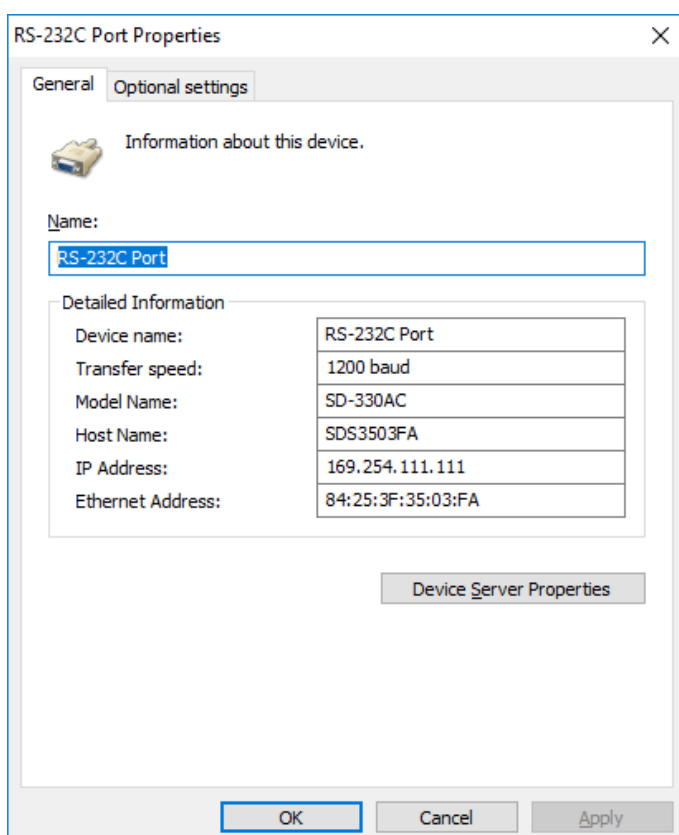 RS-232C Port Properties
General
Optional settings
Information about this device.
Name:
RS-232C Port
Detailed Information
Device name: RS-232C Port
Transfer speed: 1200 baud
Model Name: SD-330AC
Host Name: SDS3503FA
IP Address: 169.254.111.111
Ethernet Address: 84:25:3F:35:03:FA
Device Server Properties
OK Cancel Apply